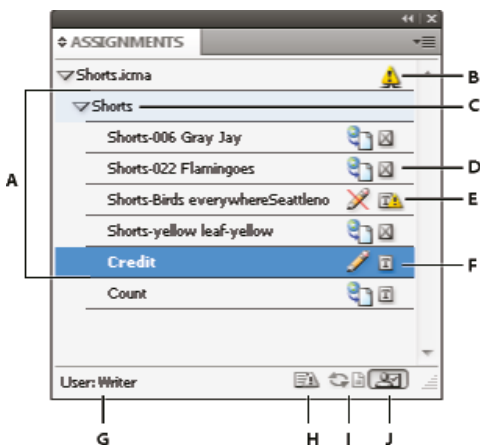 ASSIGNMENTS
Shorts.icma
B
Shorts
C
A
Shorts-006 Gray Jay
Shorts-022 Flamingoes
D
Shorts-Birds everywhereSeattleno
E
Shorts-yellow leaf-yellow
Credit
F
Count
User: Writer
G
H
I
J